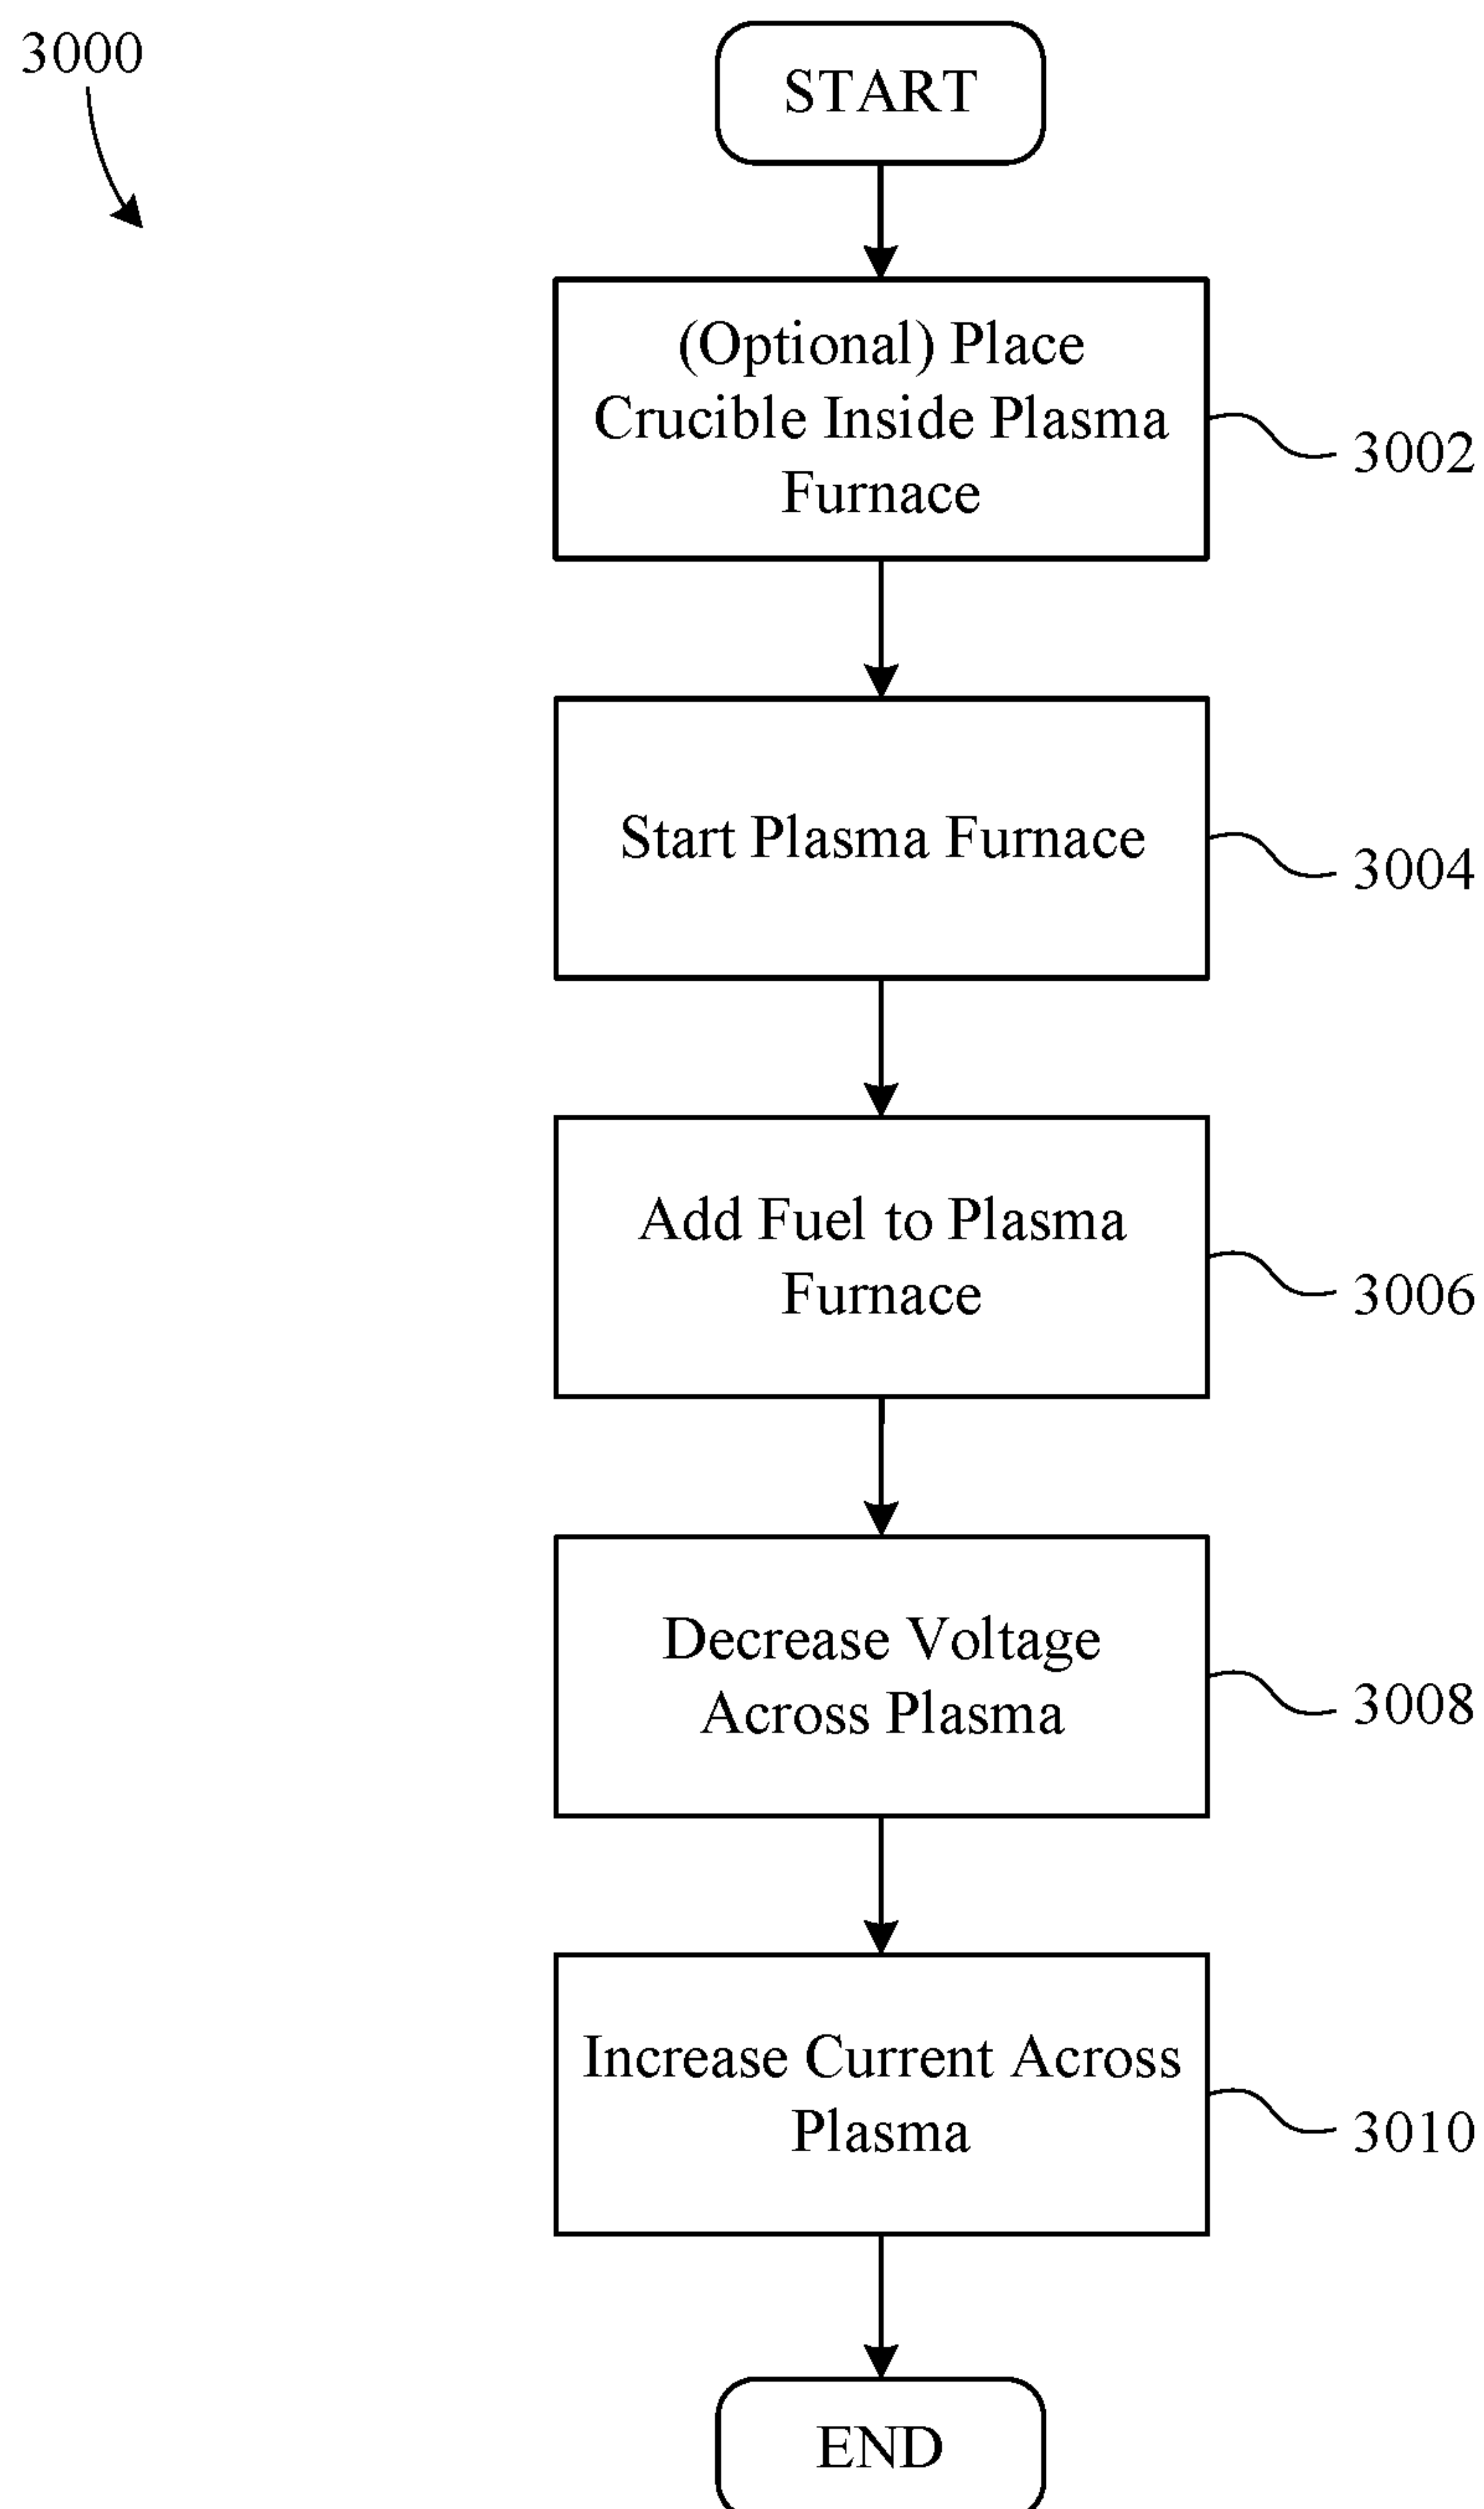 3000
START
(Optional) Place
Crucible Inside Plasma
Furnace
3002
Start Plasma Furnace
3004
Add Fuel to Plasma
Furnace
3006
Decrease Voltage
Across Plasma
3008
Increase Current Across
Plasma
3010
END